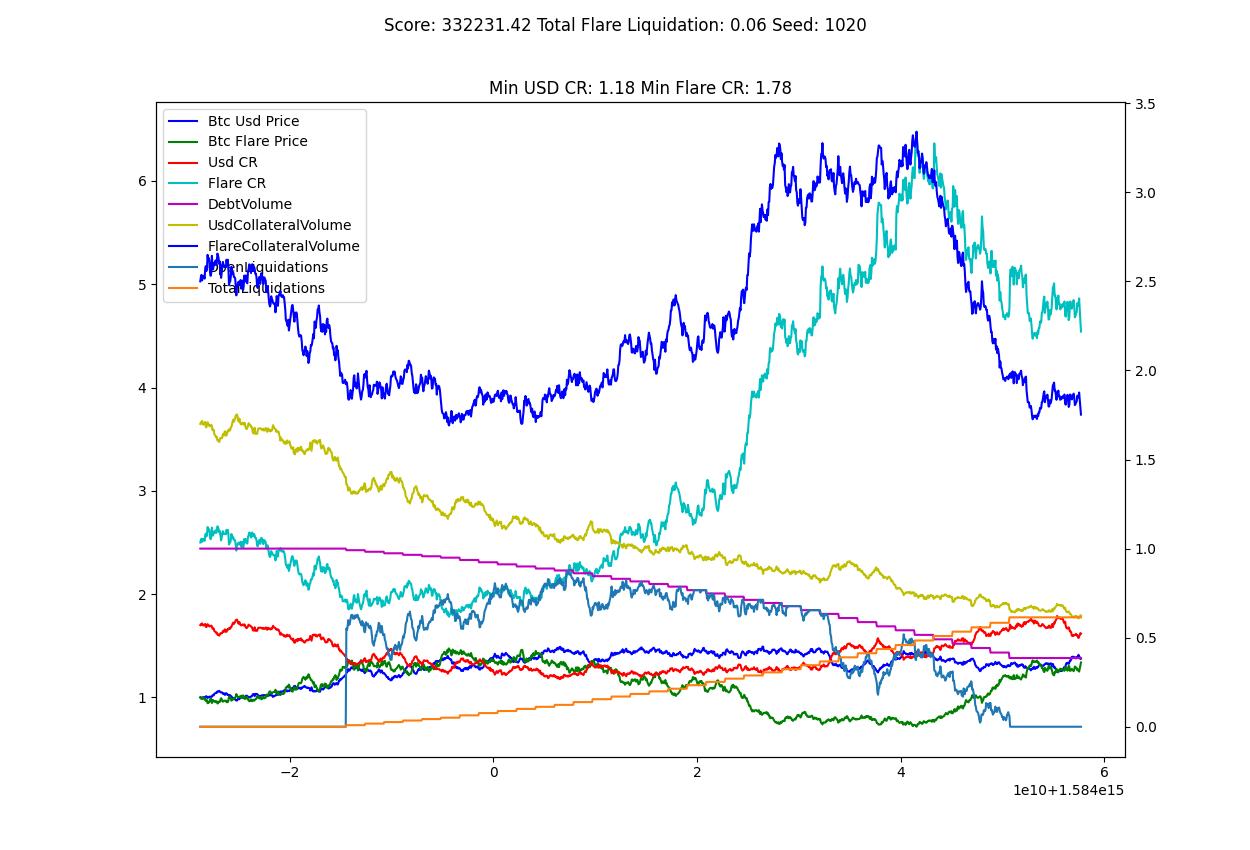 Score: 332231.42 Total Flare Liquidation: 0.06 Seed: 1020
Min USD CR: 1.18 Min Flare CR: 1.78
Btc Usd Price
Btc Flare Price
Usd CR
Flare CR
DebtVolume
UsdCollateralVolume
FlareCollateralVolume
OpenLiquidations
TotalLiquidations
6
5
4
3
2
1
3.5
3.0
2.5
2.0
1.5
1.0
0.5
0.0
−2
0
2
4
6
1e10+1.584e15